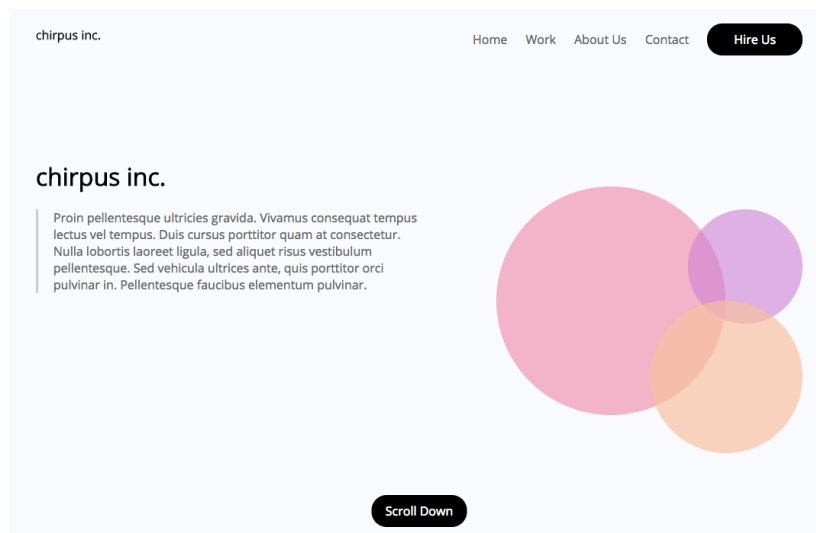 chirpus inc.
Home Work About Us Contact Hire Us
chirpus inc.
Proin pellentesque ultricies gravida. Vivamus consequat tempus
lectus vel tempus. Duis cursus porttitor quam at consectetur.
Nulla lobortis laoreet ligula, sed aliquet risus vestibulum
pellentesque. Sed vehicula ultrices ante, quis porttitor orci
pulvinar in. Pellentesque faucibus elementum pulvinar.
Scroll Down